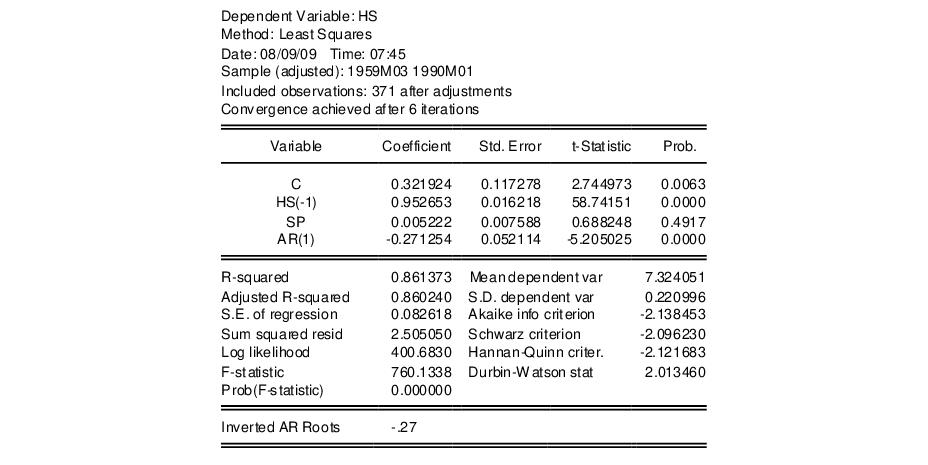 Dependent Variable: HS
Method: Least Squares
Date: 08/09/09 Time: 07:45
Sample (adjusted): 1959M03 1990M01
Included observations: 371 after adjustments
Convergence achieved after 6 iterations
Variable Coefficient Std. Error t-Statistic Prob.
C 0.321924 0.117278 2.744973 0.0063
HS(-1) 0.952653 0.016218 58.74151 0.0000
SP 0.005222 0.007588 0.688248 0.4917
AR(1) -0.271254 0.052114 -5.205025 0.0000
R-squared 0.861373 Mean dependent var 7.324051
Adjusted R-squared 0.860240 S.D. dependent var 0.220996
S.E. of regression 0.082618 Akaike info criterion -2.138453
Sum squared resid 2.505050 Schwarz criterion -2.096230
Log likelihood 400.6830 Hannan-Quinn criter. -2.121683
F-statistic 760.1338 Durbin-Watson stat 2.013460
Prob(F-statistic) 0.000000
Inverted AR Roots -.27